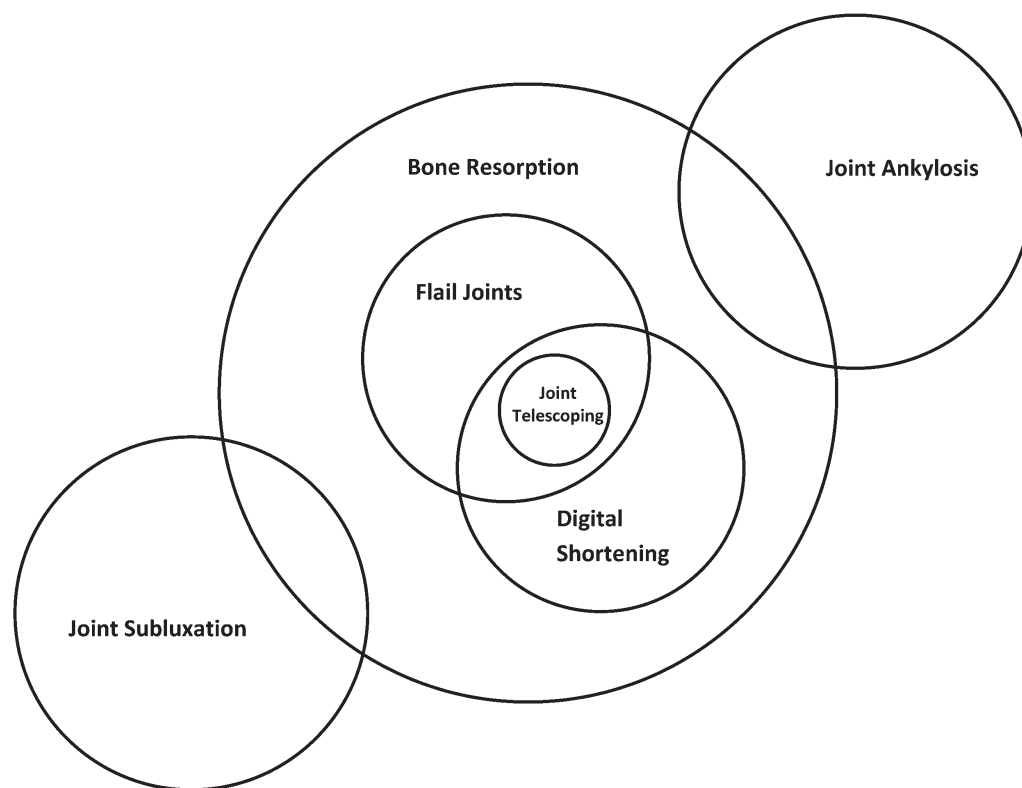 Bone Resorption
Joint Ankylosis
Flail Joints
Joint
Telescoping
Digital
Shortening
Joint Subluxation